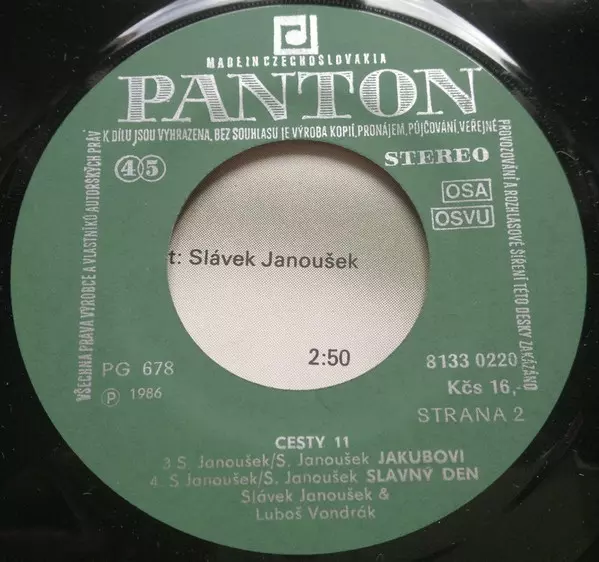 MADE IN CZECHOSLOVAKIA
PANTON
VŠECHNA PRÁVA VÝROBCE A VLASTNÍKŮ AUTORSKÝCH PRÁV K DÍLU JSOU VYHRAZENA, BEZ SOUHLASU JE VÝROBA KOPIÍ, PRONÁJEM, PŮJČOVÁNÍ, VEŘEJNÉ PROVOZOVÁNÍ A ROZHLASOVÉ ŠÍŘENÍ TÉTO DESKY ZAKÁZÁNO
45
STEREO
OSA
OSVU
t: Slávek Janoušek
2:50
PG 678
8133 0220
Ⓟ 1986
Kčs 16,-
STRANA 2
CESTY 11
3 S. Janoušek/S. Janoušek JAKUBOVI
4. S Janoušek/S. Janoušek SLAVNÝ DEN
Slávek Janoušek &
Luboš Vondrák